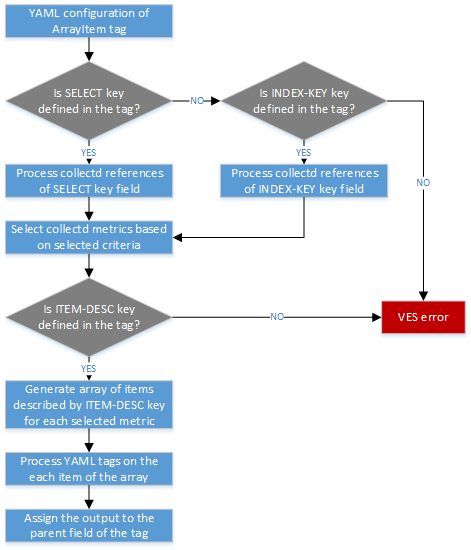 YAML configuration of
ArrayItem tag
Is SELECT key
defined in the tag?
NO
Is INDEX-KEY key
defined in the tag?
YES
YES
NO
Process collectd references
of SELECT key field
Process collectd references
of INDEX-KEY key field
Select collectd metrics based
on selected criteria
Is ITEM-DESC key
defined in the tag?
NO
VES error
YES
Generate array of items
described by ITEM-DESC key
for each selected metric
Process YAML tags on the
each item of the array
Assign the output to the
parent field of the tag